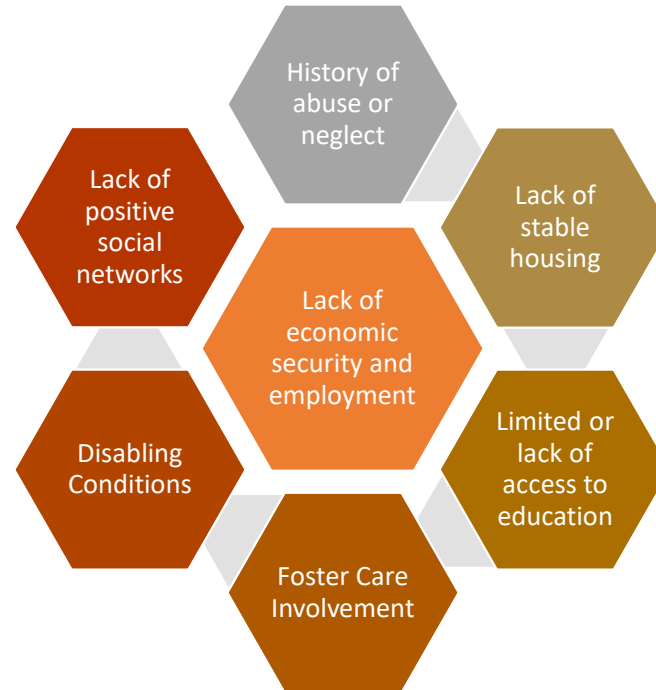 History of
abuse or
neglect
Lack of
stable
housing
Limited or
lack of
access to
education
Foster Care
Involvement
Disabling
Conditions
Lack of
positive
social
networks
Lack of
economic
security and
employment